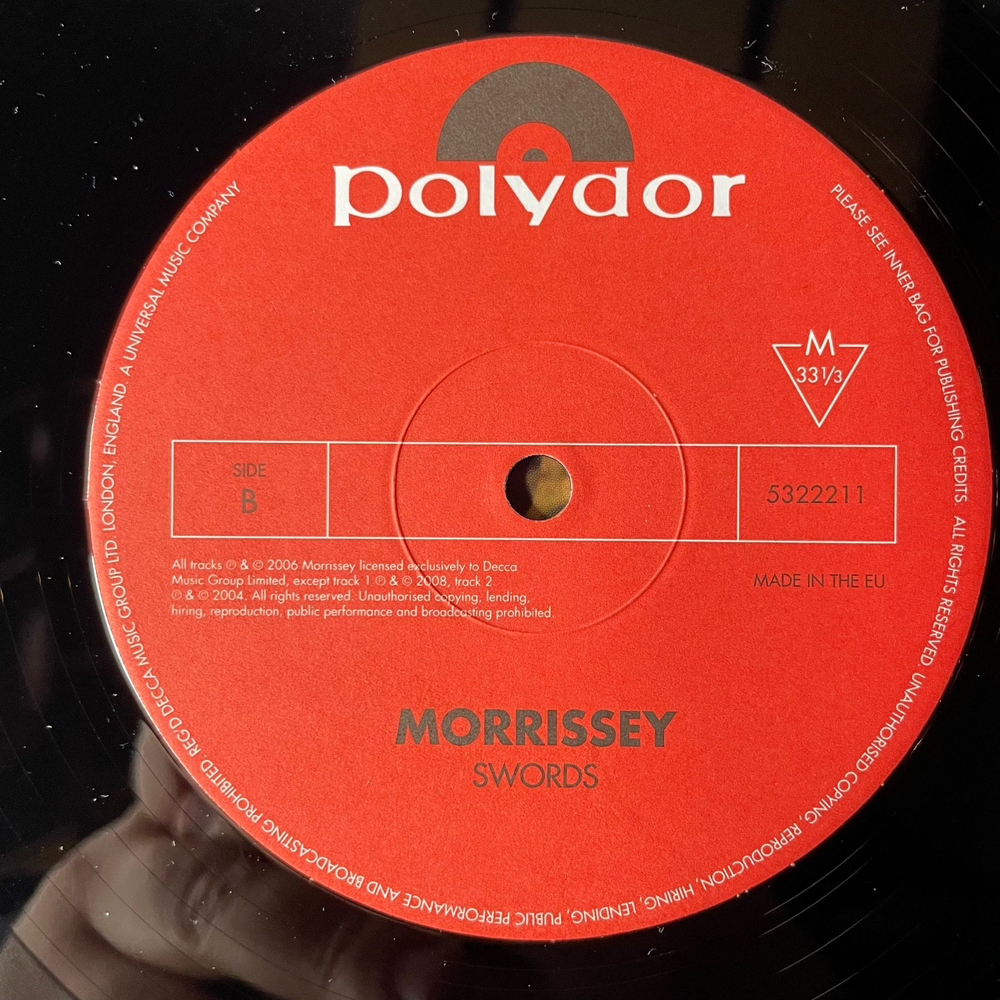 polydor
M
33 1/3
SIDE
B
5322211
All tracks ℗ & © 2006 Morrissey licensed exclusively to Decca
Music Group Limited, except track 1 ℗ & © 2008, track 2
℗ & © 2004. All rights reserved. Unauthorised copying, lending,
hiring, reproduction, public performance and broadcasting prohibited.
MADE IN THE EU
MORRISSEY
SWORDS
PLEASE SEE INNER BAG FOR PUBLISHING CREDITS. ALL RIGHTS RESERVED. UNAUTHORISED COPYING, REPRODUCTION, HIRING, LENDING, PUBLIC PERFORMANCE AND BROADCASTING PROHIBITED. REG'D DECCA MUSIC GROUP LTD. LONDON, ENGLAND. A UNIVERSAL MUSIC COMPANY